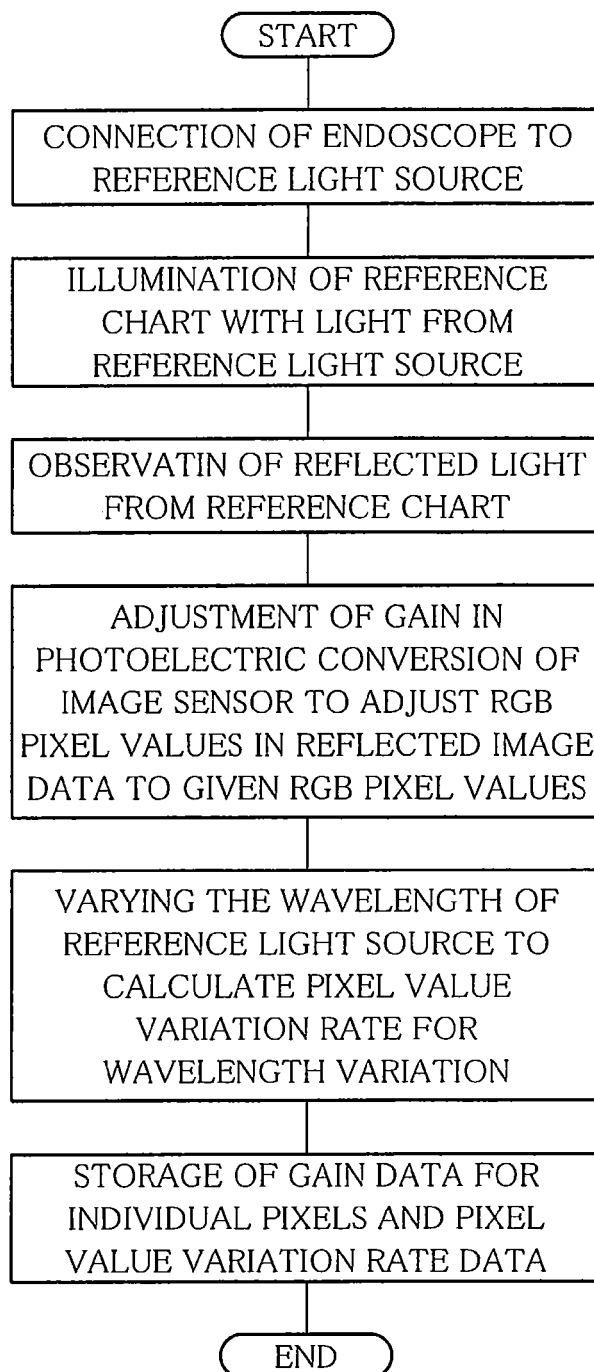 START
CONNECTION OF ENDOSCOPE TO
REFERENCE LIGHT SOURCE
ILLUMINATION OF REFERENCE
CHART WITH LIGHT FROM
REFERENCE LIGHT SOURCE
OBSERVATIN OF REFLECTED LIGHT
FROM REFERENCE CHART
ADJUSTMENT OF GAIN IN
PHOTOELECTRIC CONVERSION OF
IMAGE SENSOR TO ADJUST RGB
PIXEL VALUES IN REFLECTED IMAGE
DATA TO GIVEN RGB PIXEL VALUES
VARYING THE WAVELENGTH OF
REFERENCE LIGHT SOURCE TO
CALCULATE PIXEL VALUE
VARIATION RATE FOR
WAVELENGTH VARIATION
STORAGE OF GAIN DATA FOR
INDIVIDUAL PIXELS AND PIXEL
VALUE VARIATION RATE DATA
END